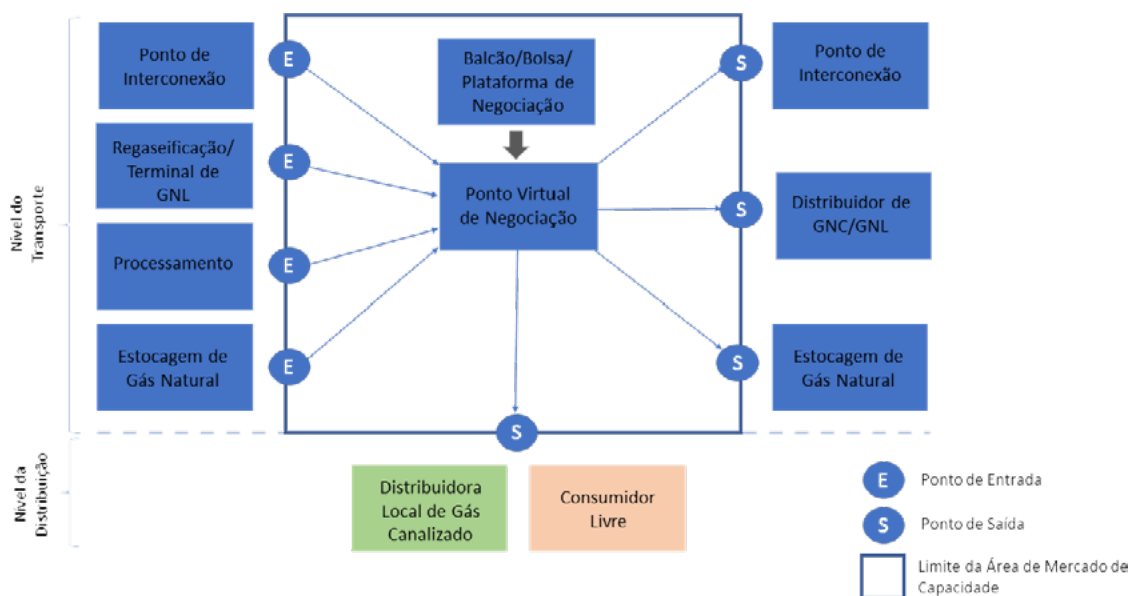 Nível do
Transporte
Ponto de
Interconexão
E
Regaseificação/
Terminal de
GNL
E
Processamento
E
Estocagem de
Gás Natural
E
Balcão/Bolsa/
Plataforma de
Negociação
Ponto Virtual
de Negociação
S
Ponto de
Interconexão
S
Distribuidor de
GNC/GNL
S
Estocagem de
Gás Natural
S
Nível da
Distribuição
Distribuidora
Local de Gás
Canalizado
Consumidor
Livre
E Ponto de Entrada
S Ponto de Saída
Limite da Área de Mercado de
Capacidade